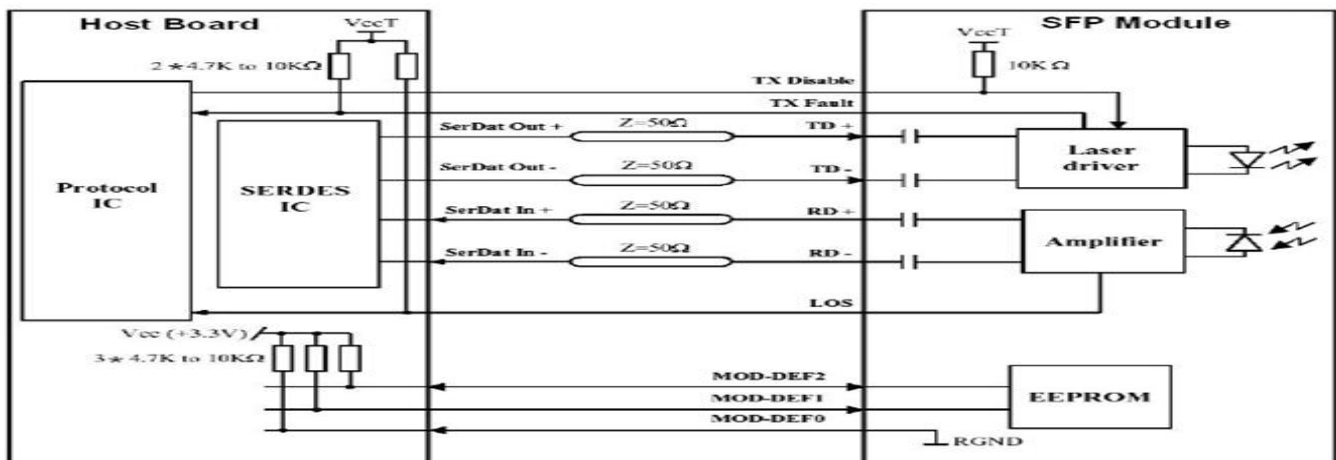 Host Board
SFP Module
VccT
VccT
2*4.7K to 10KΩ
10K Ω
TX Disable
TX Fault
SerDat Out +
Z=50Ω
TD +
Laser driver
SerDat Out -
Z=50Ω
TD -
Protocol IC
SERDES IC
SerDat In +
Z=50Ω
RD +
Amplifier
SerDat In -
Z=50Ω
RD -
LOS
Vcc (+3.3V)
3* 4.7K to 10KΩ
MOD-DEF2
MOD-DEF1
EEPROM
MOD-DEF0
RGND